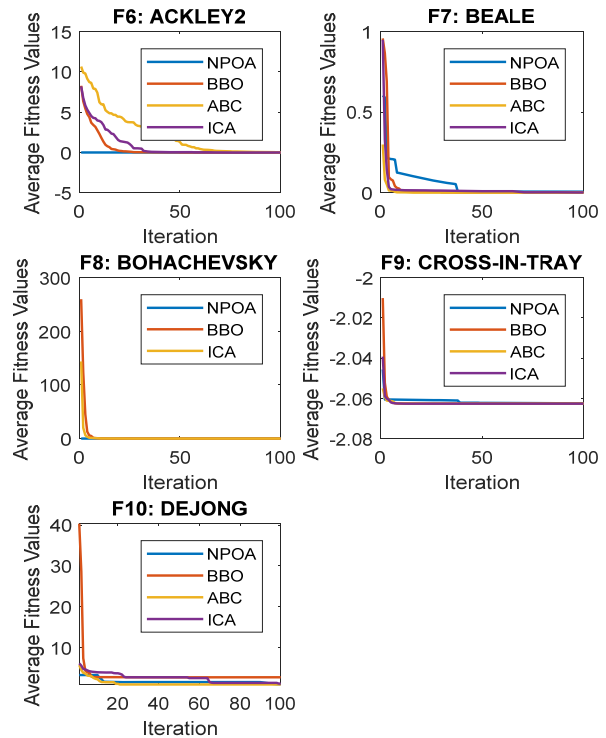 F6: ACKLEY2
Average Fitness Values
15
10
5
0
-5
NPOA
BBO
ABC
ICA
0
50
100
Iteration
F7: BEALE
Average Fitness Values
1
0.5
0
NPOA
BBO
ABC
ICA
0
50
100
Iteration
F8: BOHACHEVSKY
Average Fitness Values
300
200
100
0
NPOA
BBO
ICA
0
50
100
Iteration
F9: CROSS-IN-TRAY
Average Fitness Values
-2
-2.02
-2.04
-2.06
-2.08
NPOA
BBO
ABC
ICA
0
50
100
Iteration
F10: DEJONG
Average Fitness Values
40
30
20
10
NPOA
BBO
ABC
ICA
20
40
60
80
100
Iteration